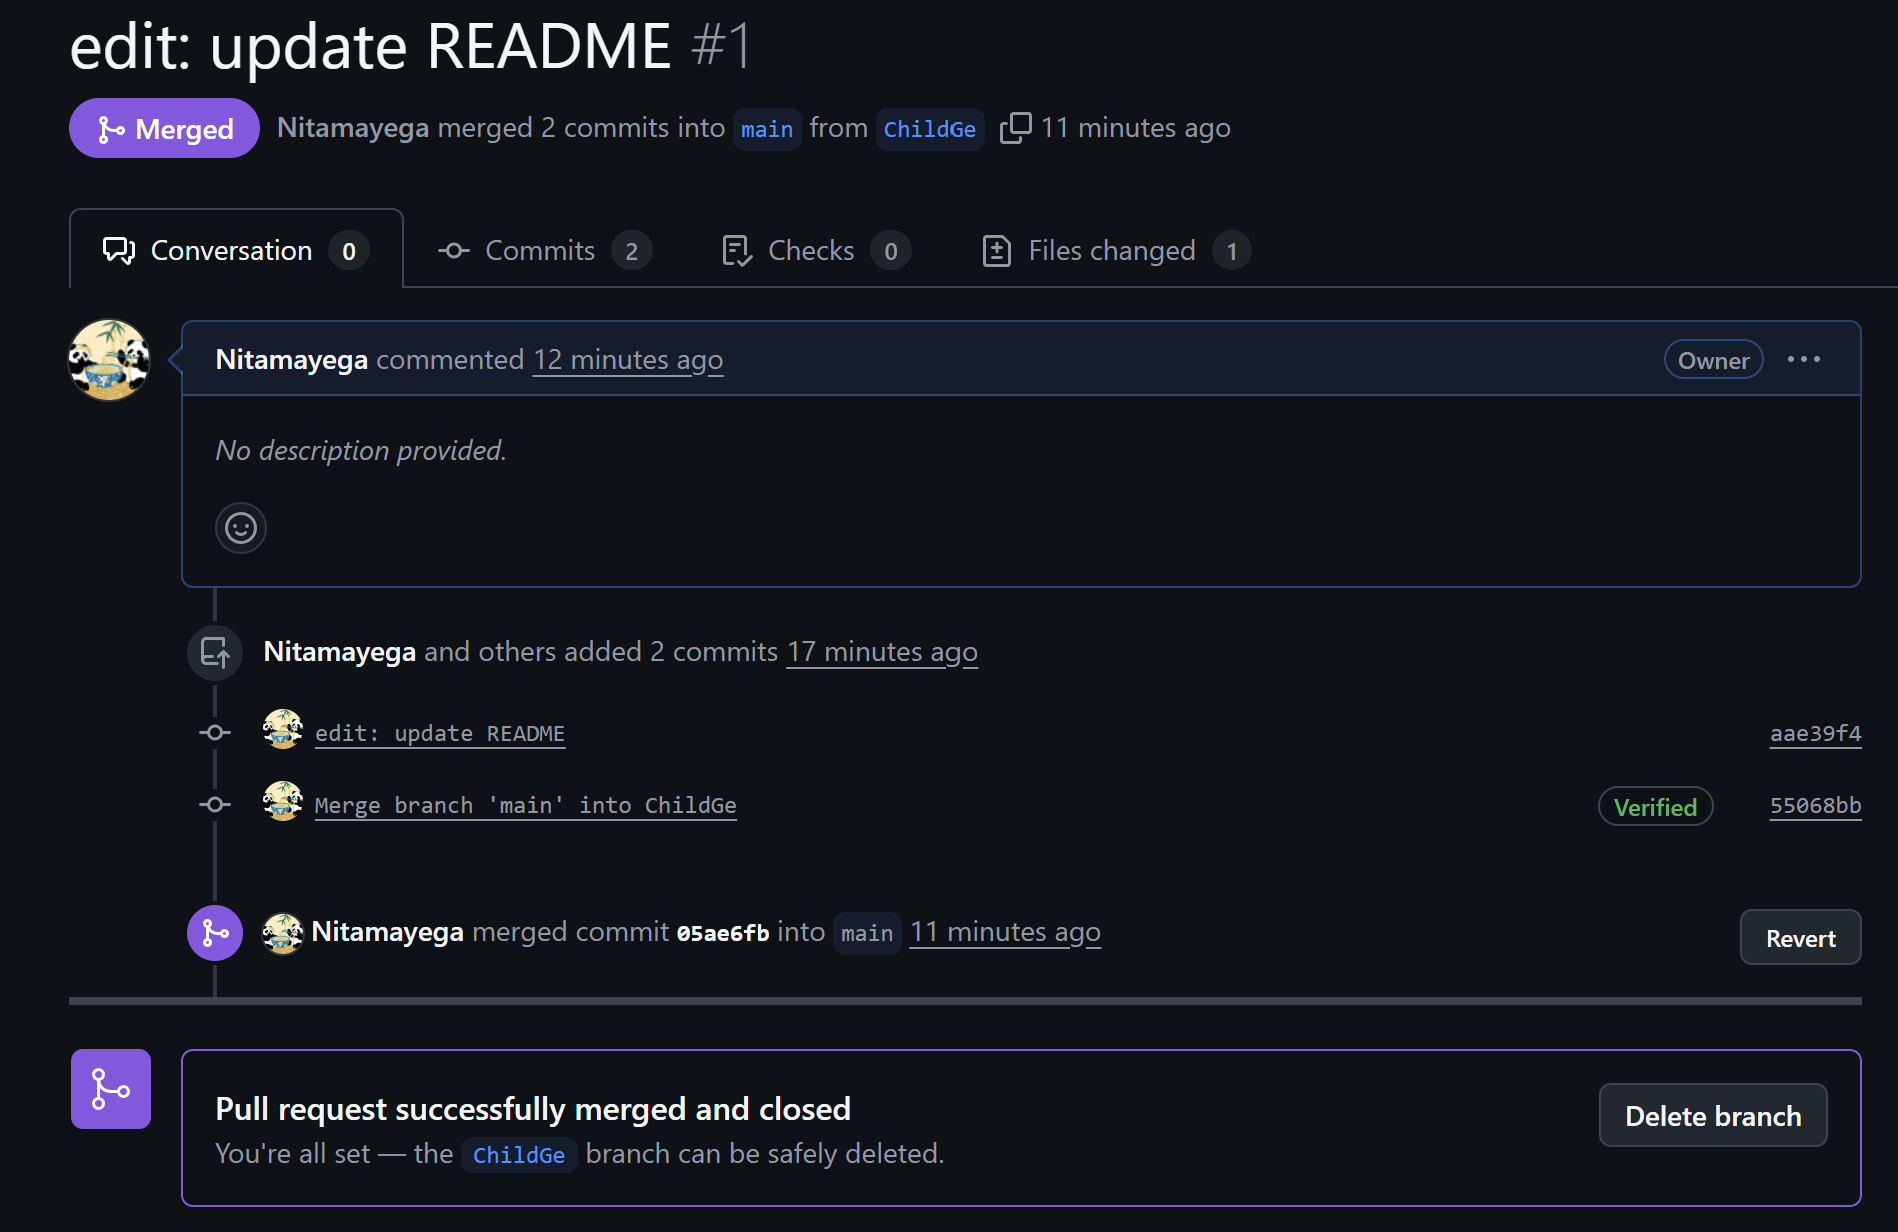 edit: update README #1
Merged Nitamayega merged 2 commits into main from ChildGe 11 minutes ago
Conversation 0 Commits 2 Checks 0 Files changed 1
Nitamayega commented 12 minutes ago Owner
No description provided.
Nitamayega and others added 2 commits 17 minutes ago
edit: update README aae39f4
Merge branch 'main' into ChildGe Verified 55068bb
Nitamayega merged commit 05ae6fb into main 11 minutes ago Revert
Pull request successfully merged and closed
You're all set — the ChildGe branch can be safely deleted.
Delete branch